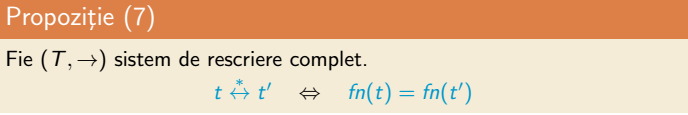 Propoziție (7)
Fie (T, →) sistem de rescriere complet.
t ↔* t′ ⇔ fn(t) = fn(t′)